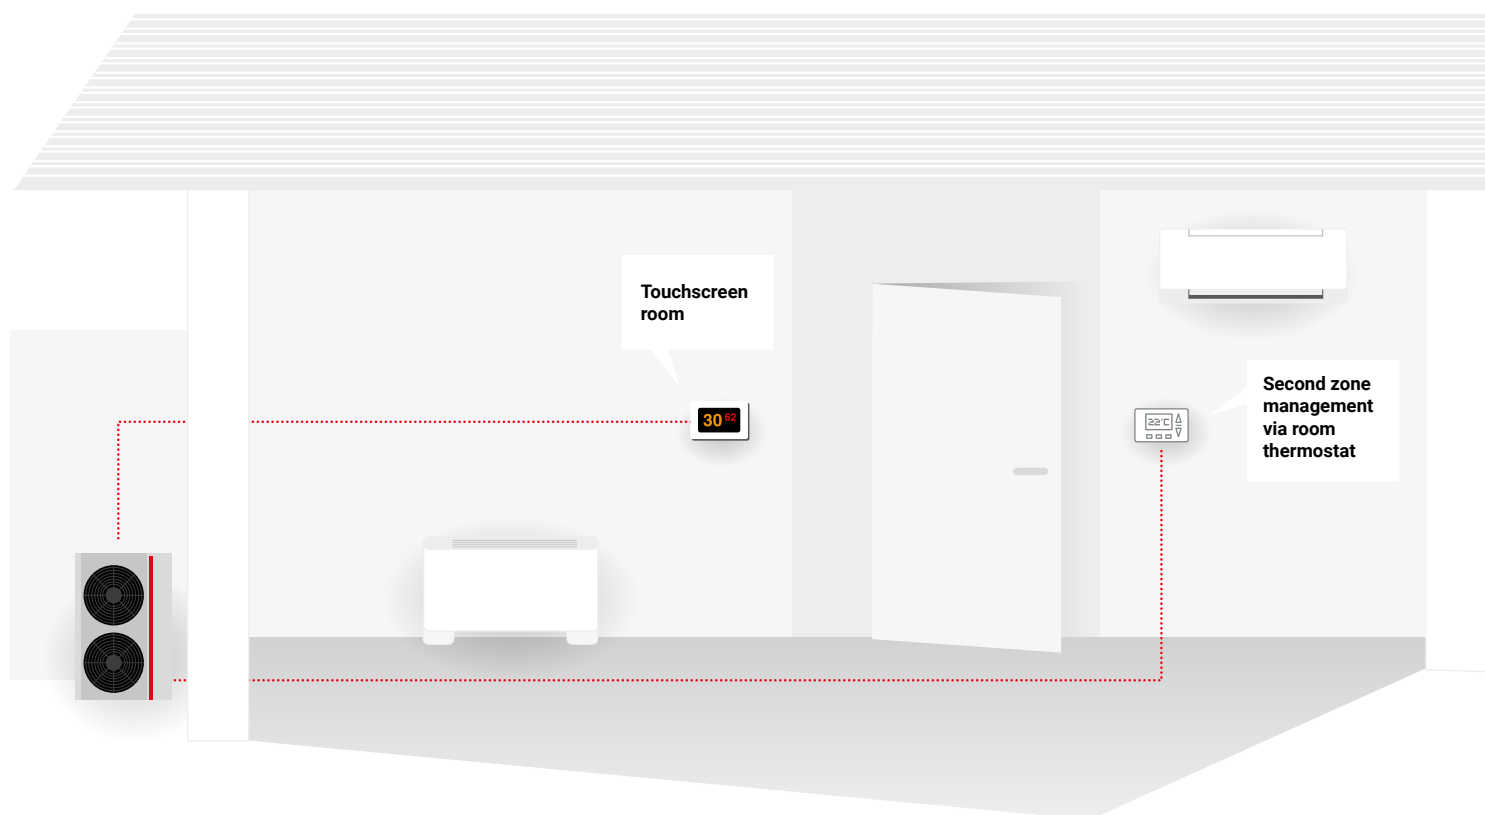 Touchscreen
room
30 62
Second zone
management
via room
thermostat
22°C